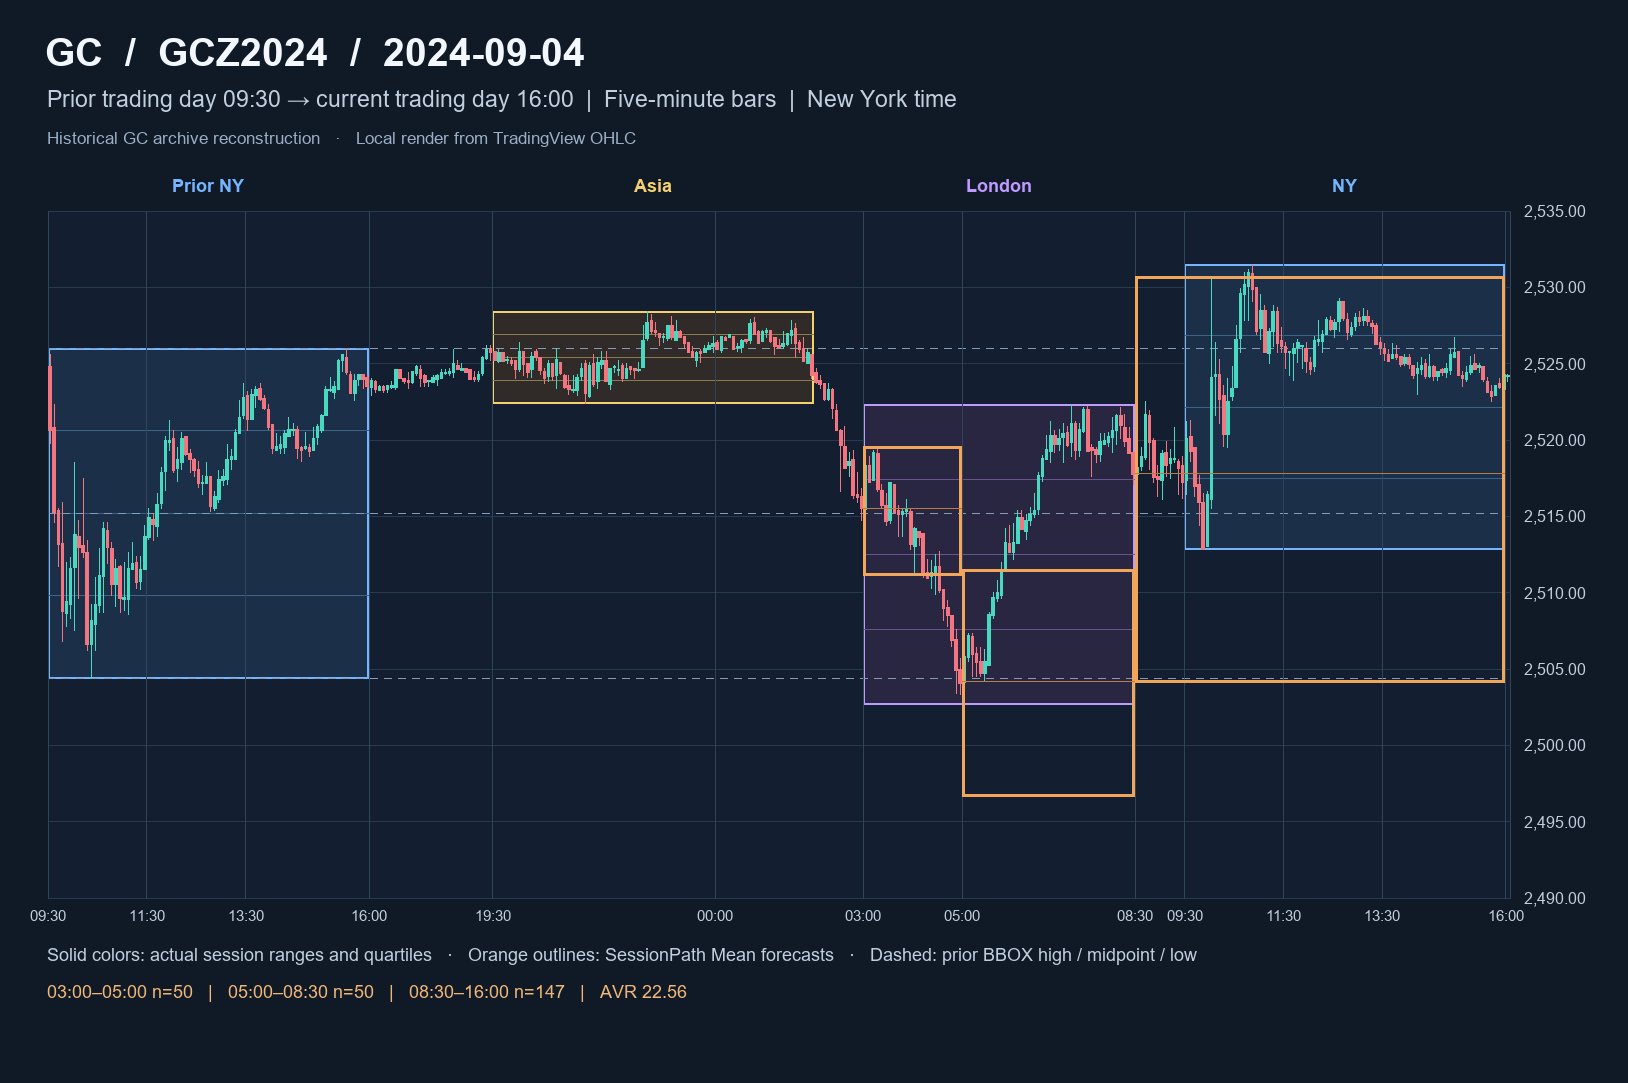 GC / GCZ2024 / 2024-09-04
Prior trading day 09:30 → current trading day 16:00 | Five-minute bars | New York time
Historical GC archive reconstruction · Local render from TradingView OHLC
Prior NY Asia London NY
2,535.00
2,530.00
2,525.00
2,520.00
2,515.00
2,510.00
2,505.00
2,500.00
2,495.00
2,490.00
09:30 11:30 13:30 16:00 19:30 00:00 03:00 05:00 08:30 09:30 11:30 13:30 16:00
Solid colors: actual session ranges and quartiles · Orange outlines: SessionPath Mean forecasts · Dashed: prior BBOX high / midpoint / low
03:00–05:00 n=50 | 05:00–08:30 n=50 | 08:30–16:00 n=147 | AVR 22.56